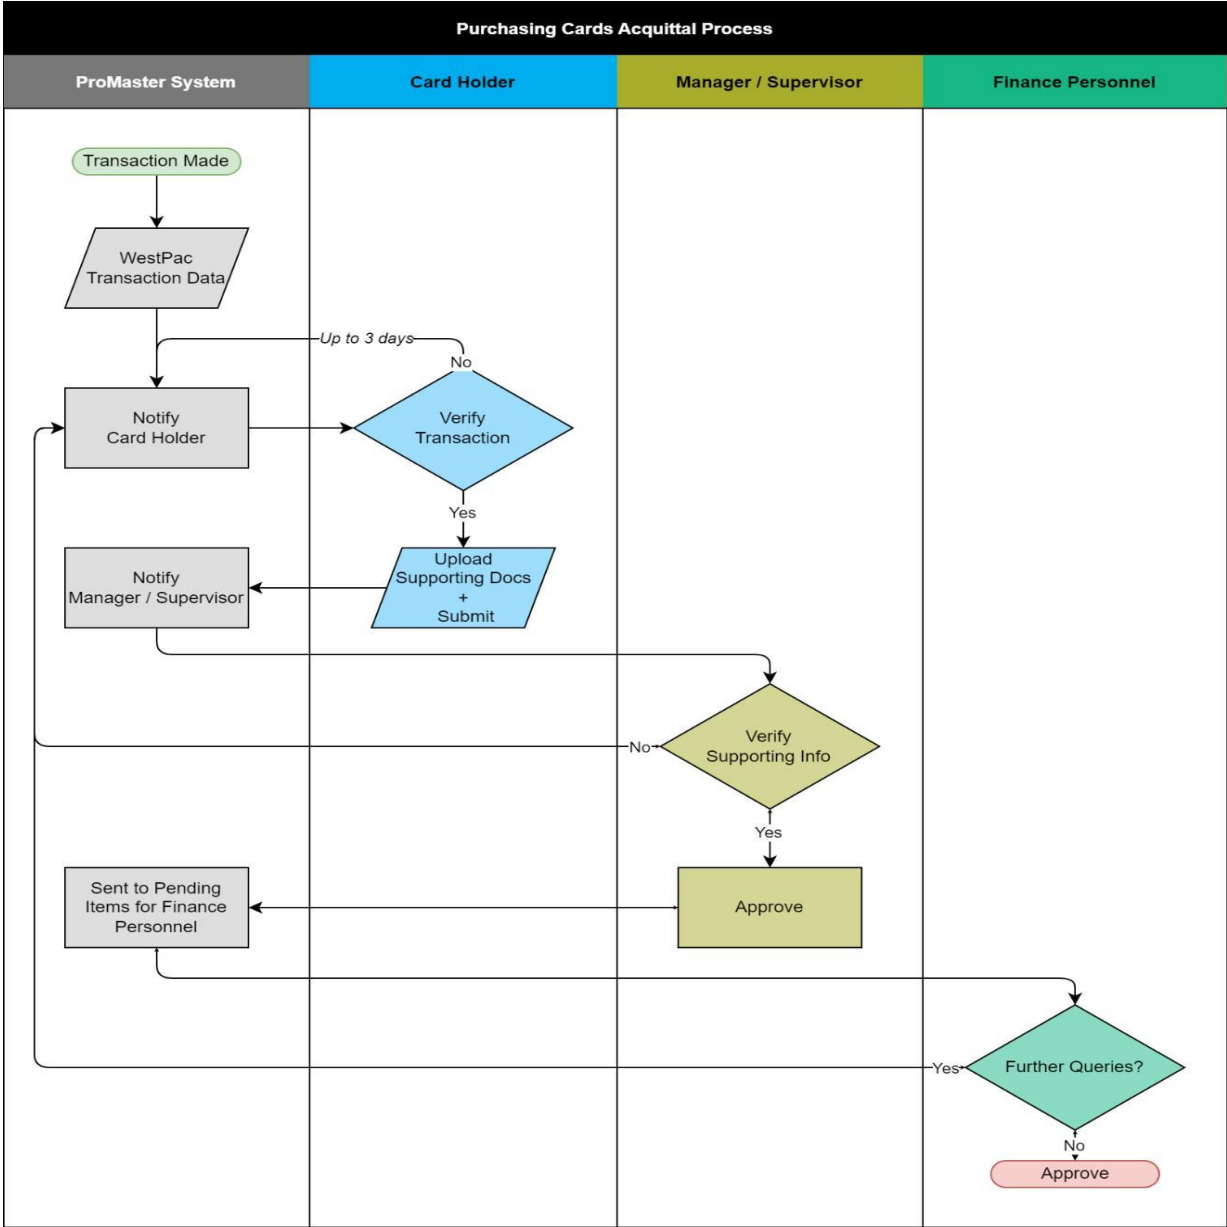 Purchasing Cards Acquittal Process
ProMaster System
Card Holder
Manager / Supervisor
Finance Personnel
Transaction Made
WestPac
Transaction Data
Up to 3 days
No
Notify
Card Holder
Verify
Transaction
Yes
Notify
Manager / Supervisor
Upload
Supporting Docs
+
Submit
Verify
Supporting Info
No
Yes
Sent to Pending
Items for Finance
Personnel
Approve
Further Queries?
Yes
No
Approve